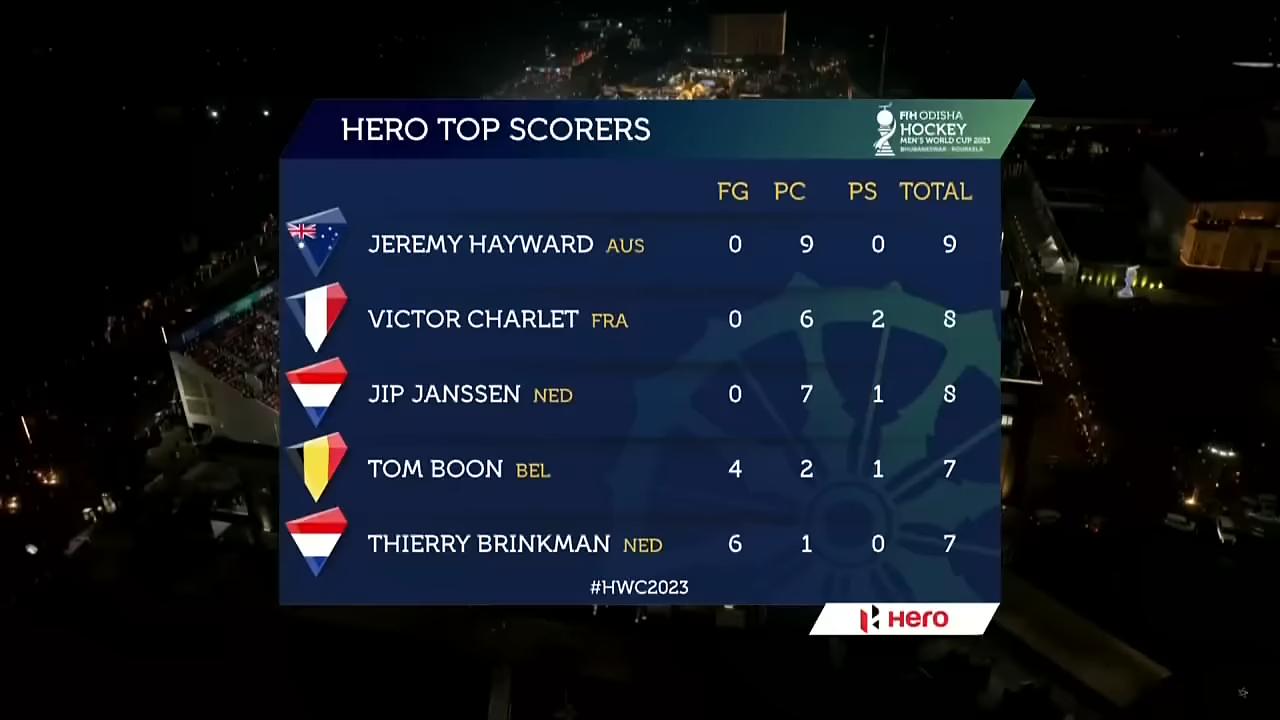 HERO TOP SCORERS
FIH ODISHA
HOCKEY
MEN'S WORLD CUP 2023
BHUBANESWAR - ROURKELA
FG PC PS TOTAL
JEREMY HAYWARD AUS 0 9 0 9
VICTOR CHARLET FRA 0 6 2 8
JIP JANSSEN NED 0 7 1 8
TOM BOON BEL 4 2 1 7
THIERRY BRINKMAN NED 6 1 0 7
#HWC2023
Hero